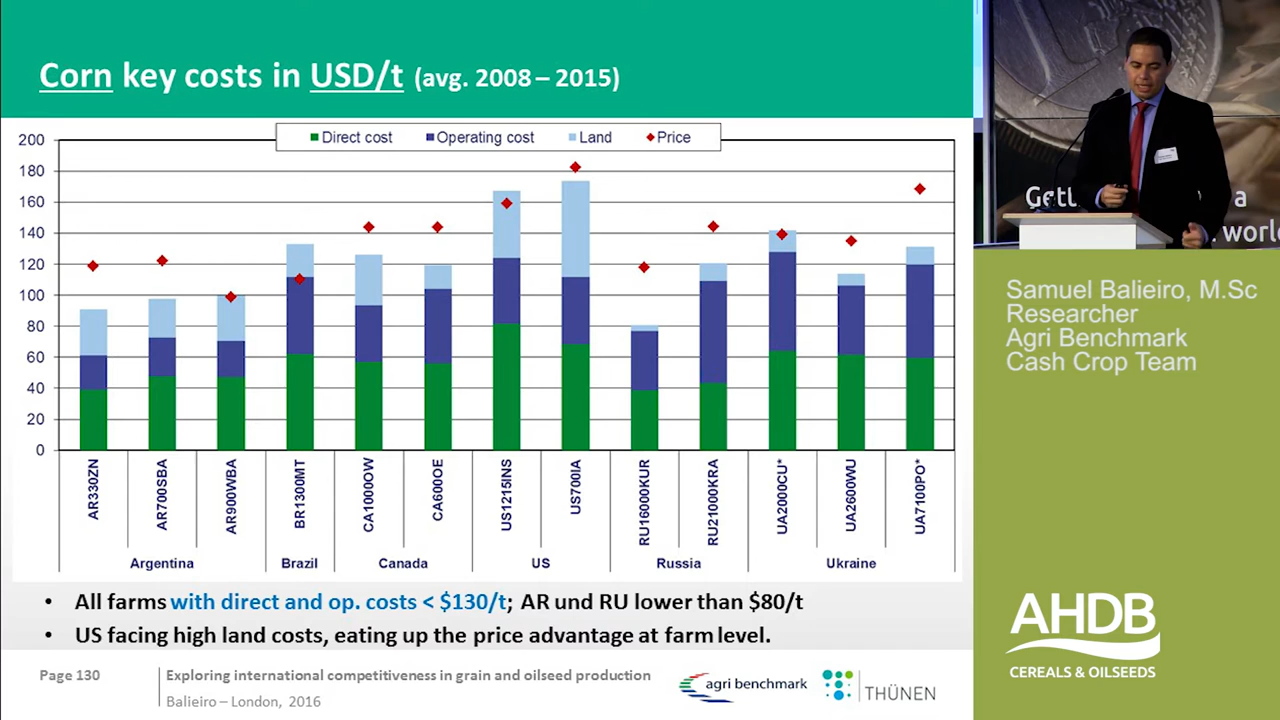 Corn key costs in USD/t (avg. 2008 – 2015)
Direct cost Operating cost Land Price
200
180
160
140
120
100
80
60
40
20
0
AR330ZN
AR700SBA
AR900WBA
BR1300MT
CA1000OW
CA600OE
US1215INS
US700IA
RU16000KUR
RU21000KRA
UA2000CU*
UA2600WU
UA7100PO*
Argentina Brazil Canada US Russia Ukraine
• All farms with direct and op. costs < $130/t; AR und RU lower than $80/t
• US facing high land costs, eating up the price advantage at farm level.
Page 130
Exploring international competitiveness in grain and oilseed production
Balieiro – London, 2016
agri benchmark
THÜNEN
a
world
Samuel Balieiro, M.Sc
Researcher
Agri Benchmark
Cash Crop Team
AHDB
CEREALS & OILSEEDS